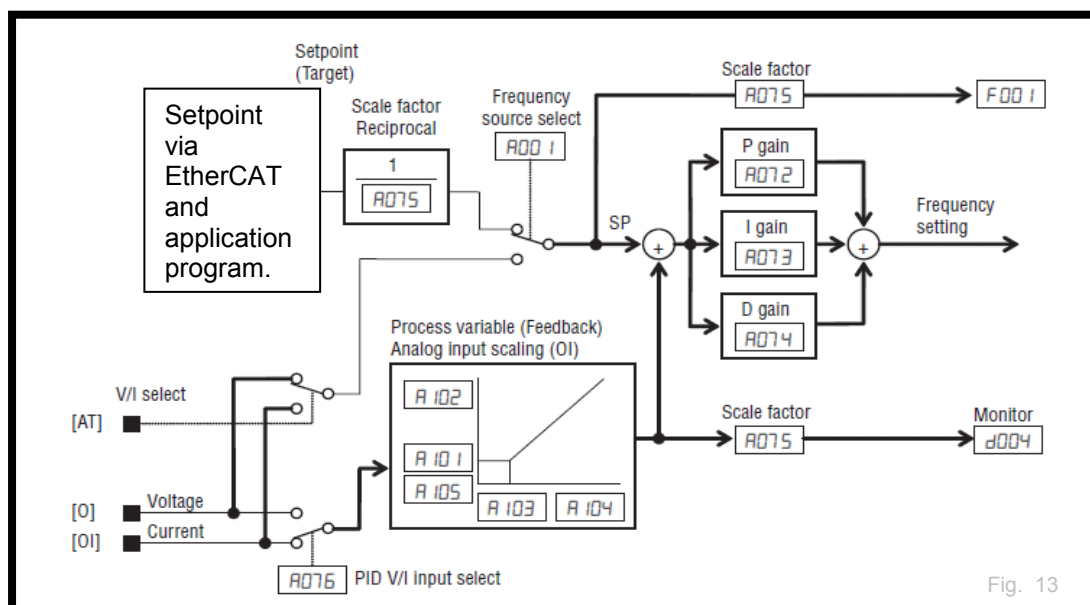 Setpoint
(Target)
Setpoint
via
EtherCAT
and
application
program.
Scale factor
Reciprocal
1
A075
Frequency
source select
A001
Scale factor
A075
F001
P gain
A072
SP
+
I gain
A073
+
Frequency
setting
D gain
A074
Process variable (Feedback)
Analog input scaling (OI)
A102
A101
A105
A103
A104
V/I select
[AT]
[O]
Voltage
[OI]
Current
A076
PID V/I input select
Scale factor
A075
Monitor
d004
Fig. 13